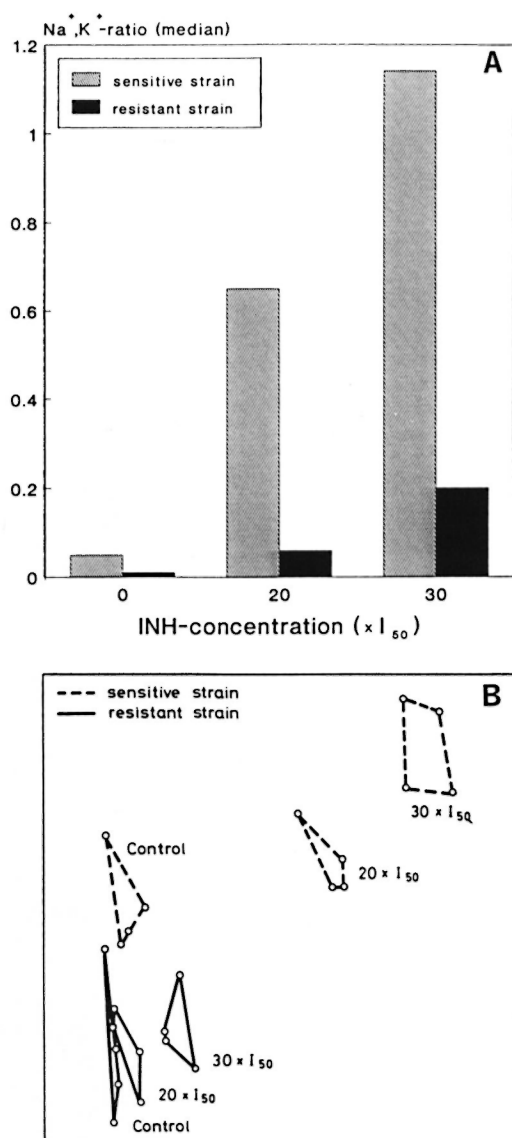 Na⁺,K⁺-ratio (median)
A
1.2
1
0.8
0.6
0.4
0.2
0
sensitive strain
resistant strain
0 20 30
INH-concentration (×I₅₀)
B
sensitive strain
resistant strain
30 × I₅₀
Control
20 × I₅₀
30 × I₅₀
20 × I₅₀
Control